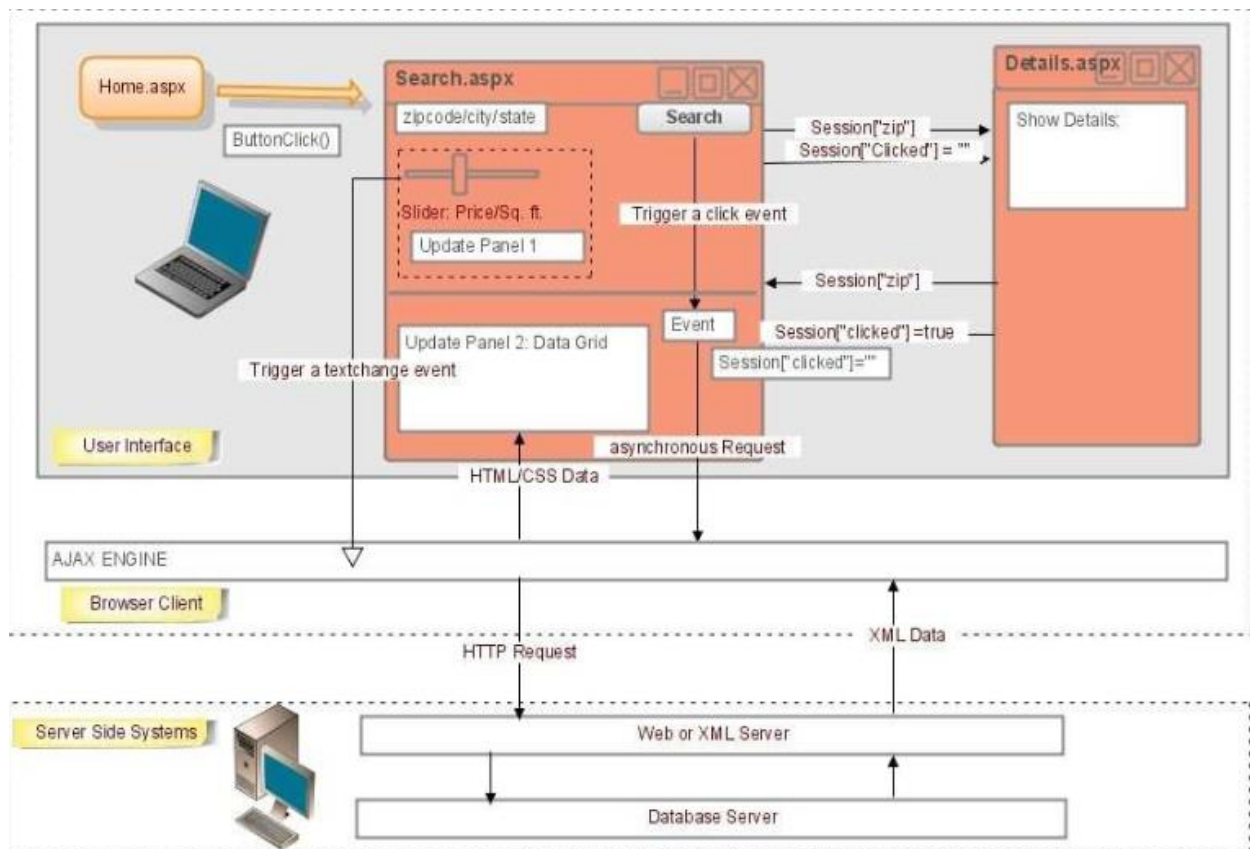 Home.aspx
ButtonClick()
Search.aspx
zipcode/city/state
Search
Slider: Price/Sq. ft.
Update Panel 1
Trigger a click event
Session["zip"]
Session["Clicked"] = ""
Details.aspx
Show Details:
Session["zip"]
Session["clicked"] =true
Event
Session["clicked"]=""
Update Panel 2: Data Grid
Trigger a textchange event
User Interface
asynchronous Request
HTML/CSS Data
AJAX ENGINE
Browser Client
HTTP Request
XML Data
Server Side Systems
Web or XML Server
Database Server